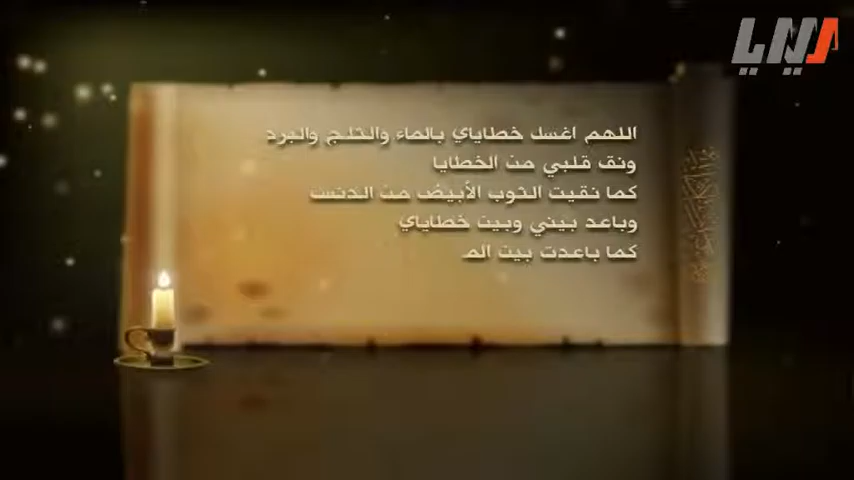 اللهم اغسل خطاياي بالماء والثلج والبرد
ونق قلبي من الخطايا
كما نقيت الثوب الأبيض من الدنس
وباعد بيني وبين خطاياي
كما باعدت بين المـ